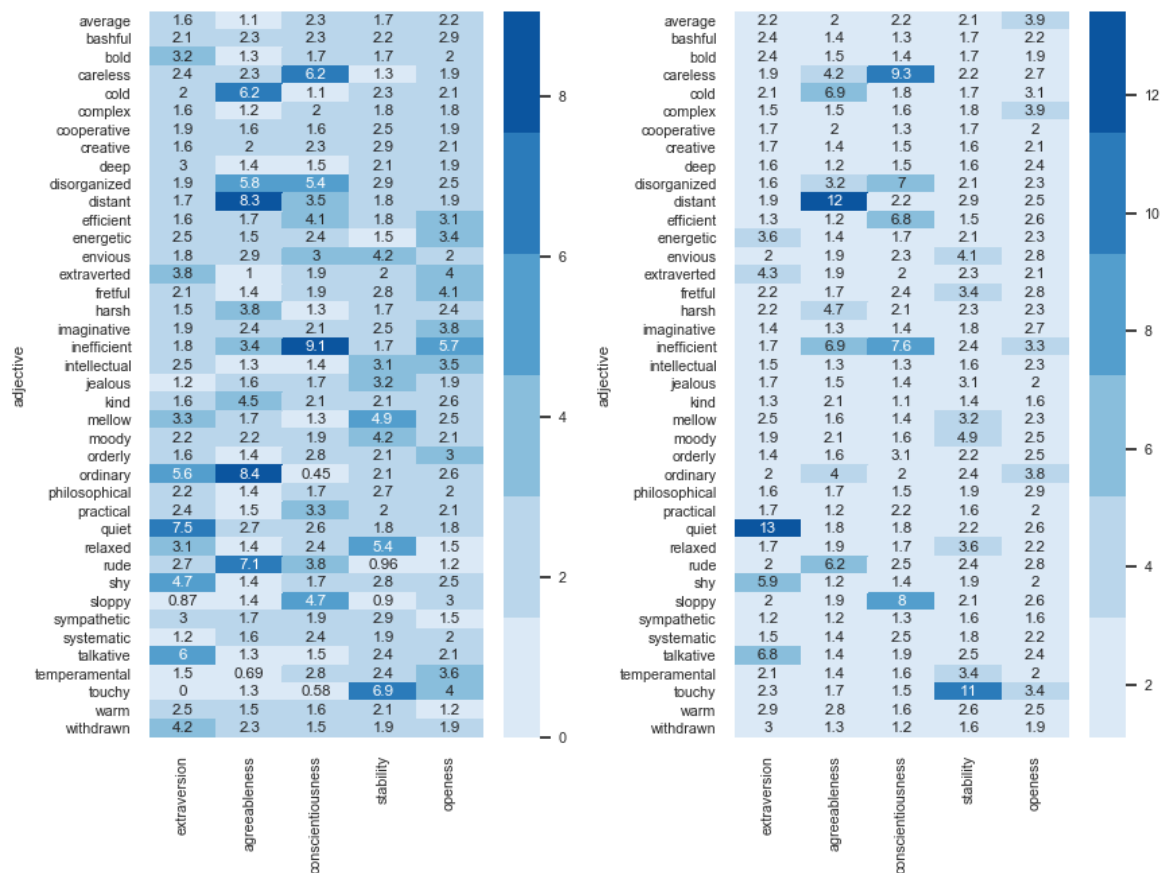 average 1.6 1.1 2.3 1.7 2.2
bashful 2.1 2.3 2.3 2.2 2.9
bold 3.2 1.3 1.7 1.7 2
careless 2.4 2.3 6.2 1.3 1.9
cold 2 6.2 1.1 2.3 2.1
complex 1.6 1.2 2 1.8 1.8
cooperative 1.9 1.6 1.6 2.5 1.9
creative 1.6 2 2.3 2.9 2.1
deep 3 1.4 1.5 2.1 1.9
disorganized 1.9 5.8 5.4 2.9 2.5
distant 1.7 8.3 3.5 1.8 1.9
efficient 1.6 1.7 4.1 1.8 3.1
energetic 2.5 1.5 2.4 1.5 3.4
envious 1.8 2.9 3 4.2 2
extraverted 3.8 1 1.9 2 4
fretful 2.1 1.4 1.9 2.8 4.1
harsh 1.5 3.8 1.3 1.7 2.4
imaginative 1.9 2.4 2.1 2.5 3.8
inefficient 1.8 3.4 9.1 1.7 5.7
intellectual 2.5 1.3 1.4 3.1 3.5
jealous 1.2 1.6 1.7 3.2 1.9
kind 1.6 4.5 2.1 2.1 2.6
mellow 3.3 1.7 1.3 4.9 2.5
moody 2.2 2.2 1.9 4.2 2.1
orderly 1.6 1.4 2.8 2.1 3
ordinary 5.6 8.4 0.45 2.1 2.6
philosophical 2.2 1.4 1.7 2.7 2
practical 2.4 1.5 3.3 2 2.1
quiet 7.5 2.7 2.6 1.8 1.8
relaxed 3.1 1.4 2.4 5.4 1.5
rude 2.7 7.1 3.8 0.96 1.2
shy 4.7 1.4 1.7 2.8 2.5
sloppy 0.87 1.4 4.7 0.9 3
sympathetic 3 1.7 1.9 2.9 1.5
systematic 1.2 1.6 2.4 1.9 2
talkative 6 1.3 1.5 2.4 2.1
temperamental 1.5 0.69 2.8 2.4 3.6
touchy 0 1.3 0.58 6.9 4
warm 2.5 1.5 1.6 2.1 1.2
withdrawn 4.2 2.3 1.5 1.9 1.9
adjective
extraversion
agreeableness
conscientiousness
stability
openess
8
6
4
2
0
average 2.2 2 2.2 2.1 3.9
bashful 2.4 1.4 1.3 1.7 2.2
bold 2.4 1.5 1.4 1.7 1.9
careless 1.9 4.2 9.3 2.2 2.7
cold 2.1 6.9 1.8 1.7 3.1
complex 1.5 1.5 1.6 1.8 3.9
cooperative 1.7 2 1.3 1.7 2
creative 1.7 1.4 1.5 1.6 2.1
deep 1.6 1.2 1.5 1.6 2.4
disorganized 1.6 3.2 7 2.1 2.3
distant 1.9 12 2.2 2.9 2.5
efficient 1.3 1.2 6.8 1.5 2.6
energetic 3.6 1.4 1.7 2.1 2.3
envious 2 1.9 2.3 4.1 2.8
extraverted 4.3 1.9 2 2.3 2.1
fretful 2.2 1.7 2.4 3.4 2.8
harsh 2.2 4.7 2.1 2.3 2.3
imaginative 1.4 1.3 1.4 1.8 2.7
inefficient 1.7 6.9 7.6 2.4 3.3
intellectual 1.5 1.3 1.3 1.6 2.3
jealous 1.7 1.5 1.4 3.1 2
kind 1.3 2.1 1.1 1.4 1.6
mellow 2.5 1.6 1.4 3.2 2.3
moody 1.9 2.1 1.6 4.9 2.5
orderly 1.4 1.6 3.1 2.2 2.5
ordinary 2 4 2 2.4 3.8
philosophical 1.6 1.7 1.5 1.9 2.9
practical 1.7 1.2 2.2 1.6 2
quiet 13 1.8 1.8 2.2 2.6
relaxed 1.7 1.9 1.7 3.6 2.2
rude 2 6.2 2.5 2.4 2.8
shy 5.9 1.2 1.4 1.9 2
sloppy 2 1.9 8 2.1 2.6
sympathetic 1.2 1.2 1.3 1.6 1.6
systematic 1.5 1.4 2.5 1.8 2.2
talkative 6.8 1.4 1.9 2.5 2.4
temperamental 2.1 1.4 1.6 3.4 2
touchy 2.3 1.7 1.5 11 3.4
warm 2.9 2.8 1.6 2.6 2.5
withdrawn 3 1.3 1.2 1.6 1.9
adjective
extraversion
agreeableness
conscientiousness
stability
openess
12
10
8
6
4
2